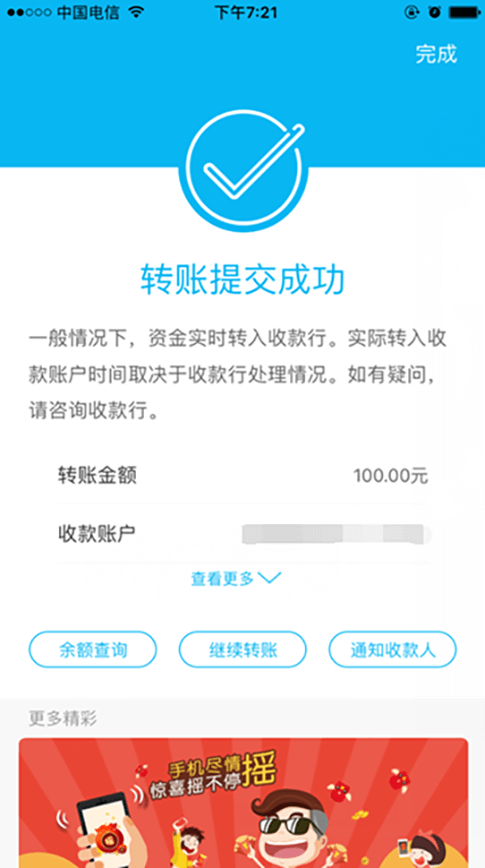 中国电信 下午7:21
完成
转账提交成功
一般情况下，资金实时转入收款行。实际转入收
款账户时间取决于收款行处理情况。如有疑问，
请咨询收款行。
转账金额 100.00元
收款账户
查看更多
余额查询 继续转账 通知收款人
更多精彩
手机尽情摇
惊喜摇不停